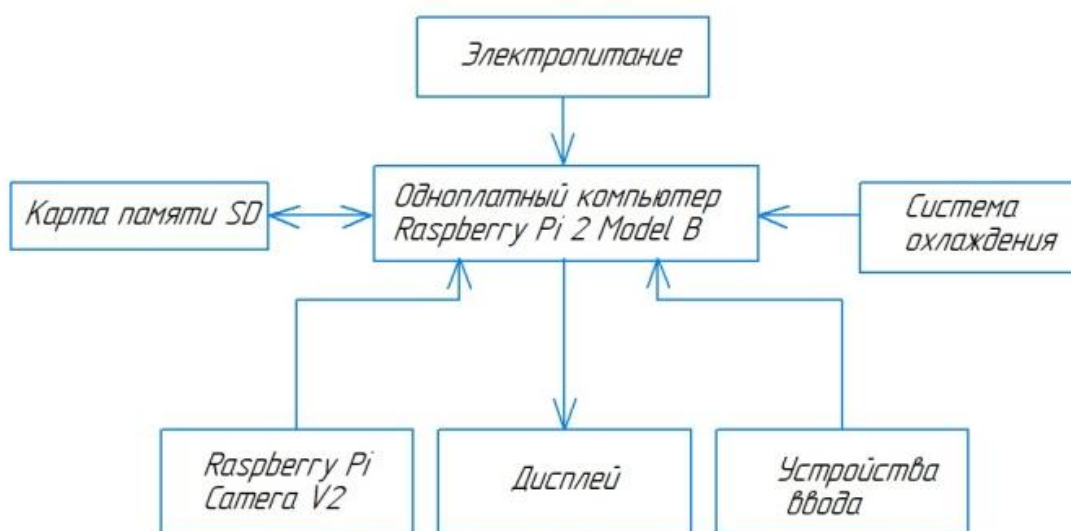 Электропитание
Карта памяти SD
Одноплатный компьютер
Raspberry Pi 2 Model B
Система
охлаждения
Raspberry Pi
Camera V2
Дисплей
Устройства
ввода